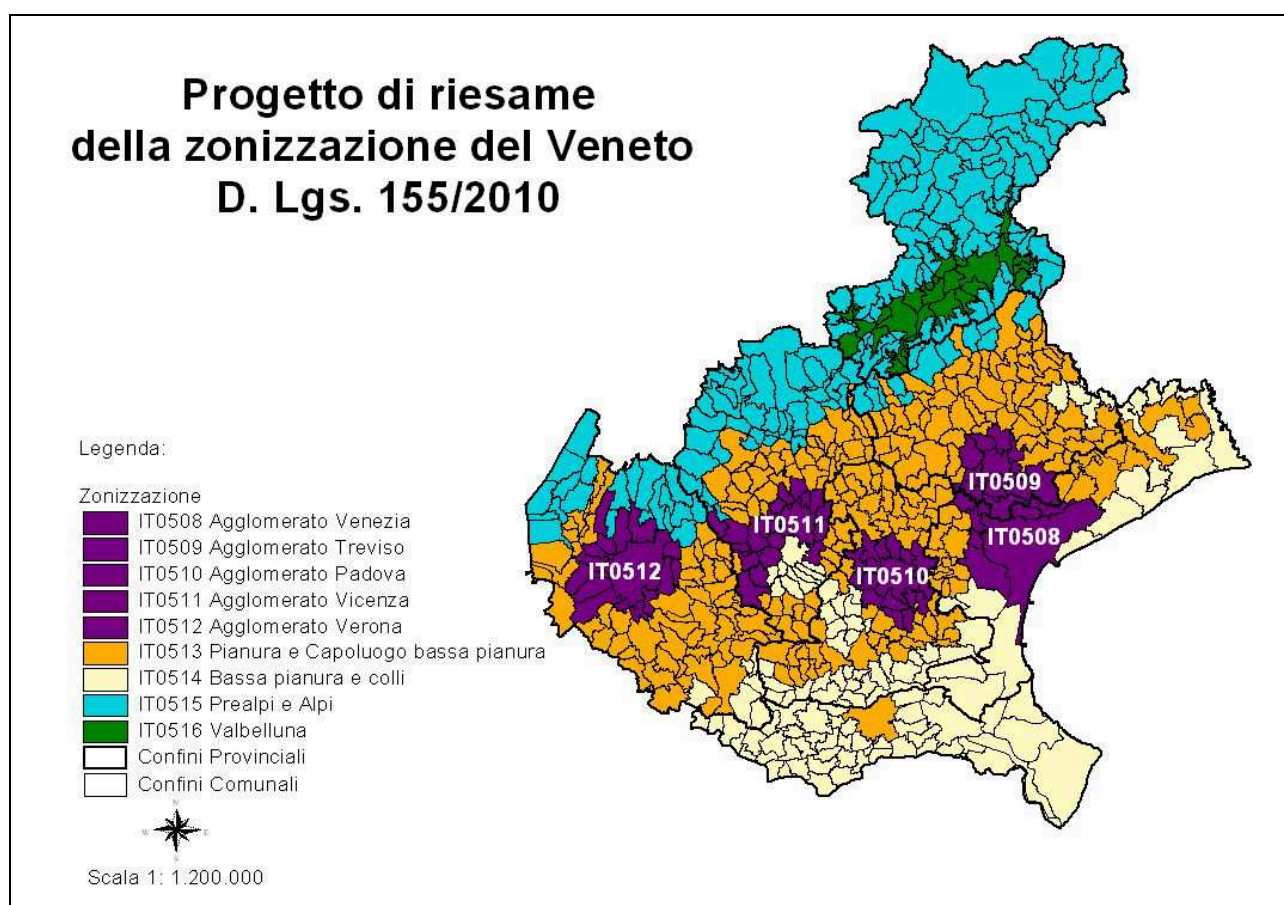 Progetto di riesame
della zonizzazione del Veneto
D. Lgs. 155/2010
Legenda:
Zonizzazione
IT0508 Agglomerato Venezia
IT0509 Agglomerato Treviso
IT0510 Agglomerato Padova
IT0511 Agglomerato Vicenza
IT0512 Agglomerato Verona
IT0513 Pianura e Capoluogo bassa pianura
IT0514 Bassa pianura e colli
IT0515 Prealpi e Alpi
IT0516 Valbelluna
Confini Provinciali
Confini Comunali
N
W E
S
Scala 1: 1.200.000
IT0509
IT0511
IT0508
IT0512
IT0510